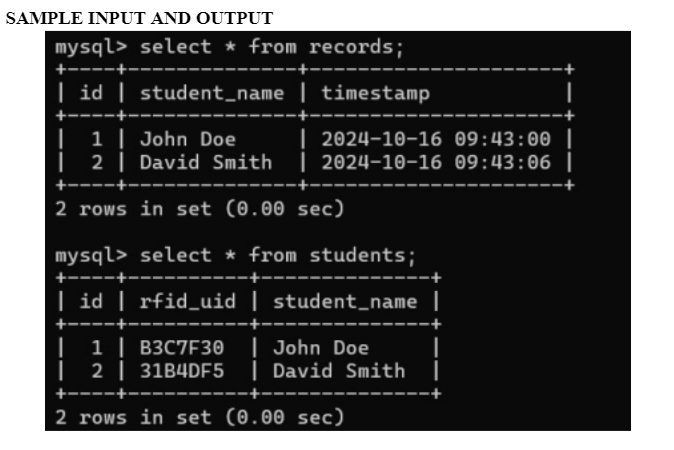 SAMPLE INPUT AND OUTPUT
mysql> select * from records;
+----+--------------+---------------------+
| id | student_name | timestamp           |
+----+--------------+---------------------+
|  1 | John Doe     | 2024-10-16 09:43:00 |
|  2 | David Smith  | 2024-10-16 09:43:06 |
+----+--------------+---------------------+
2 rows in set (0.00 sec)
mysql> select * from students;
+----+----------+--------------+
| id | rfid_uid | student_name |
+----+----------+--------------+
|  1 | B3C7F30  | John Doe     |
|  2 | 31B4DF5  | David Smith  |
+----+----------+--------------+
2 rows in set (0.00 sec)